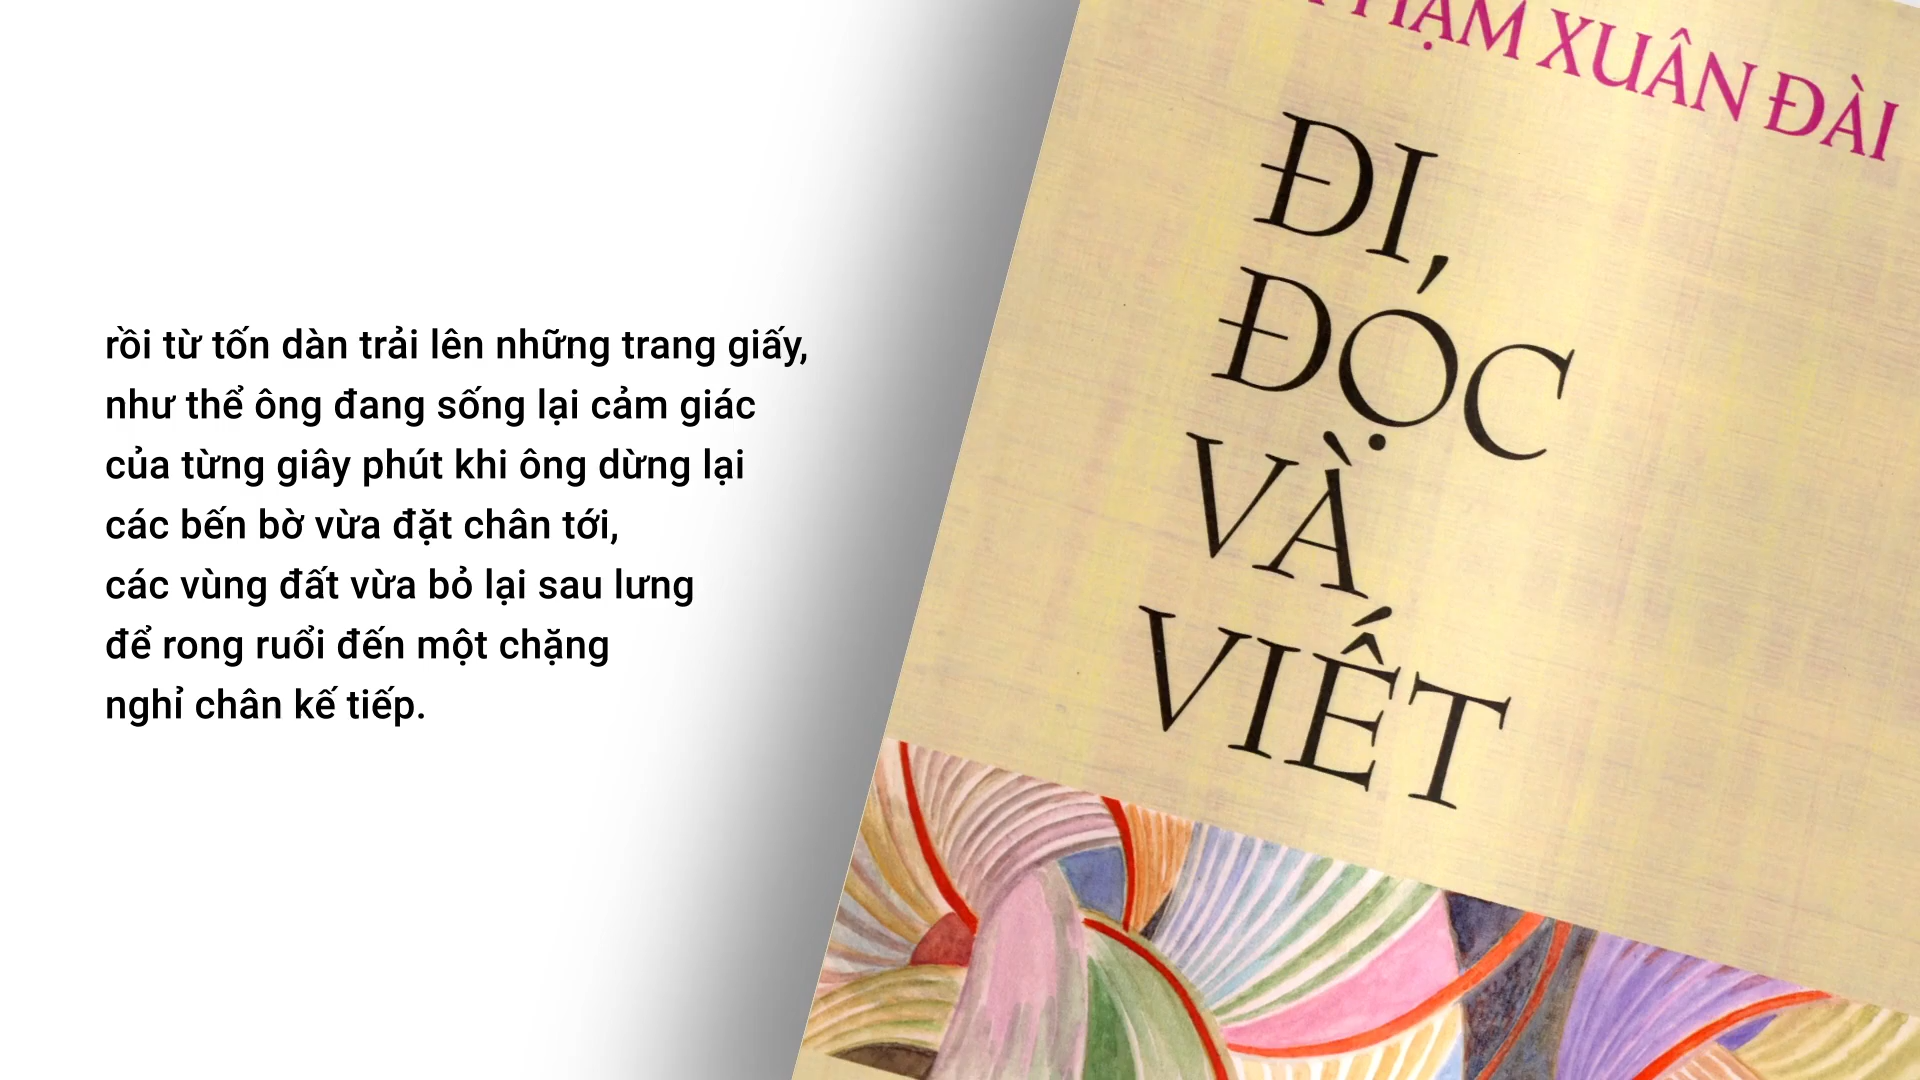 rồi từ tốn dàn trải lên những trang giấy,
như thể ông đang sống lại cảm giác
của từng giây phút khi ông dừng lại
các bến bờ vừa đặt chân tới,
các vùng đất vừa bỏ lại sau lưng
để rong ruổi đến một chặng
nghỉ chân kế tiếp.
PHẠM XUÂN ĐÀI
ĐI,
ĐỌC
VÀ
VIẾT